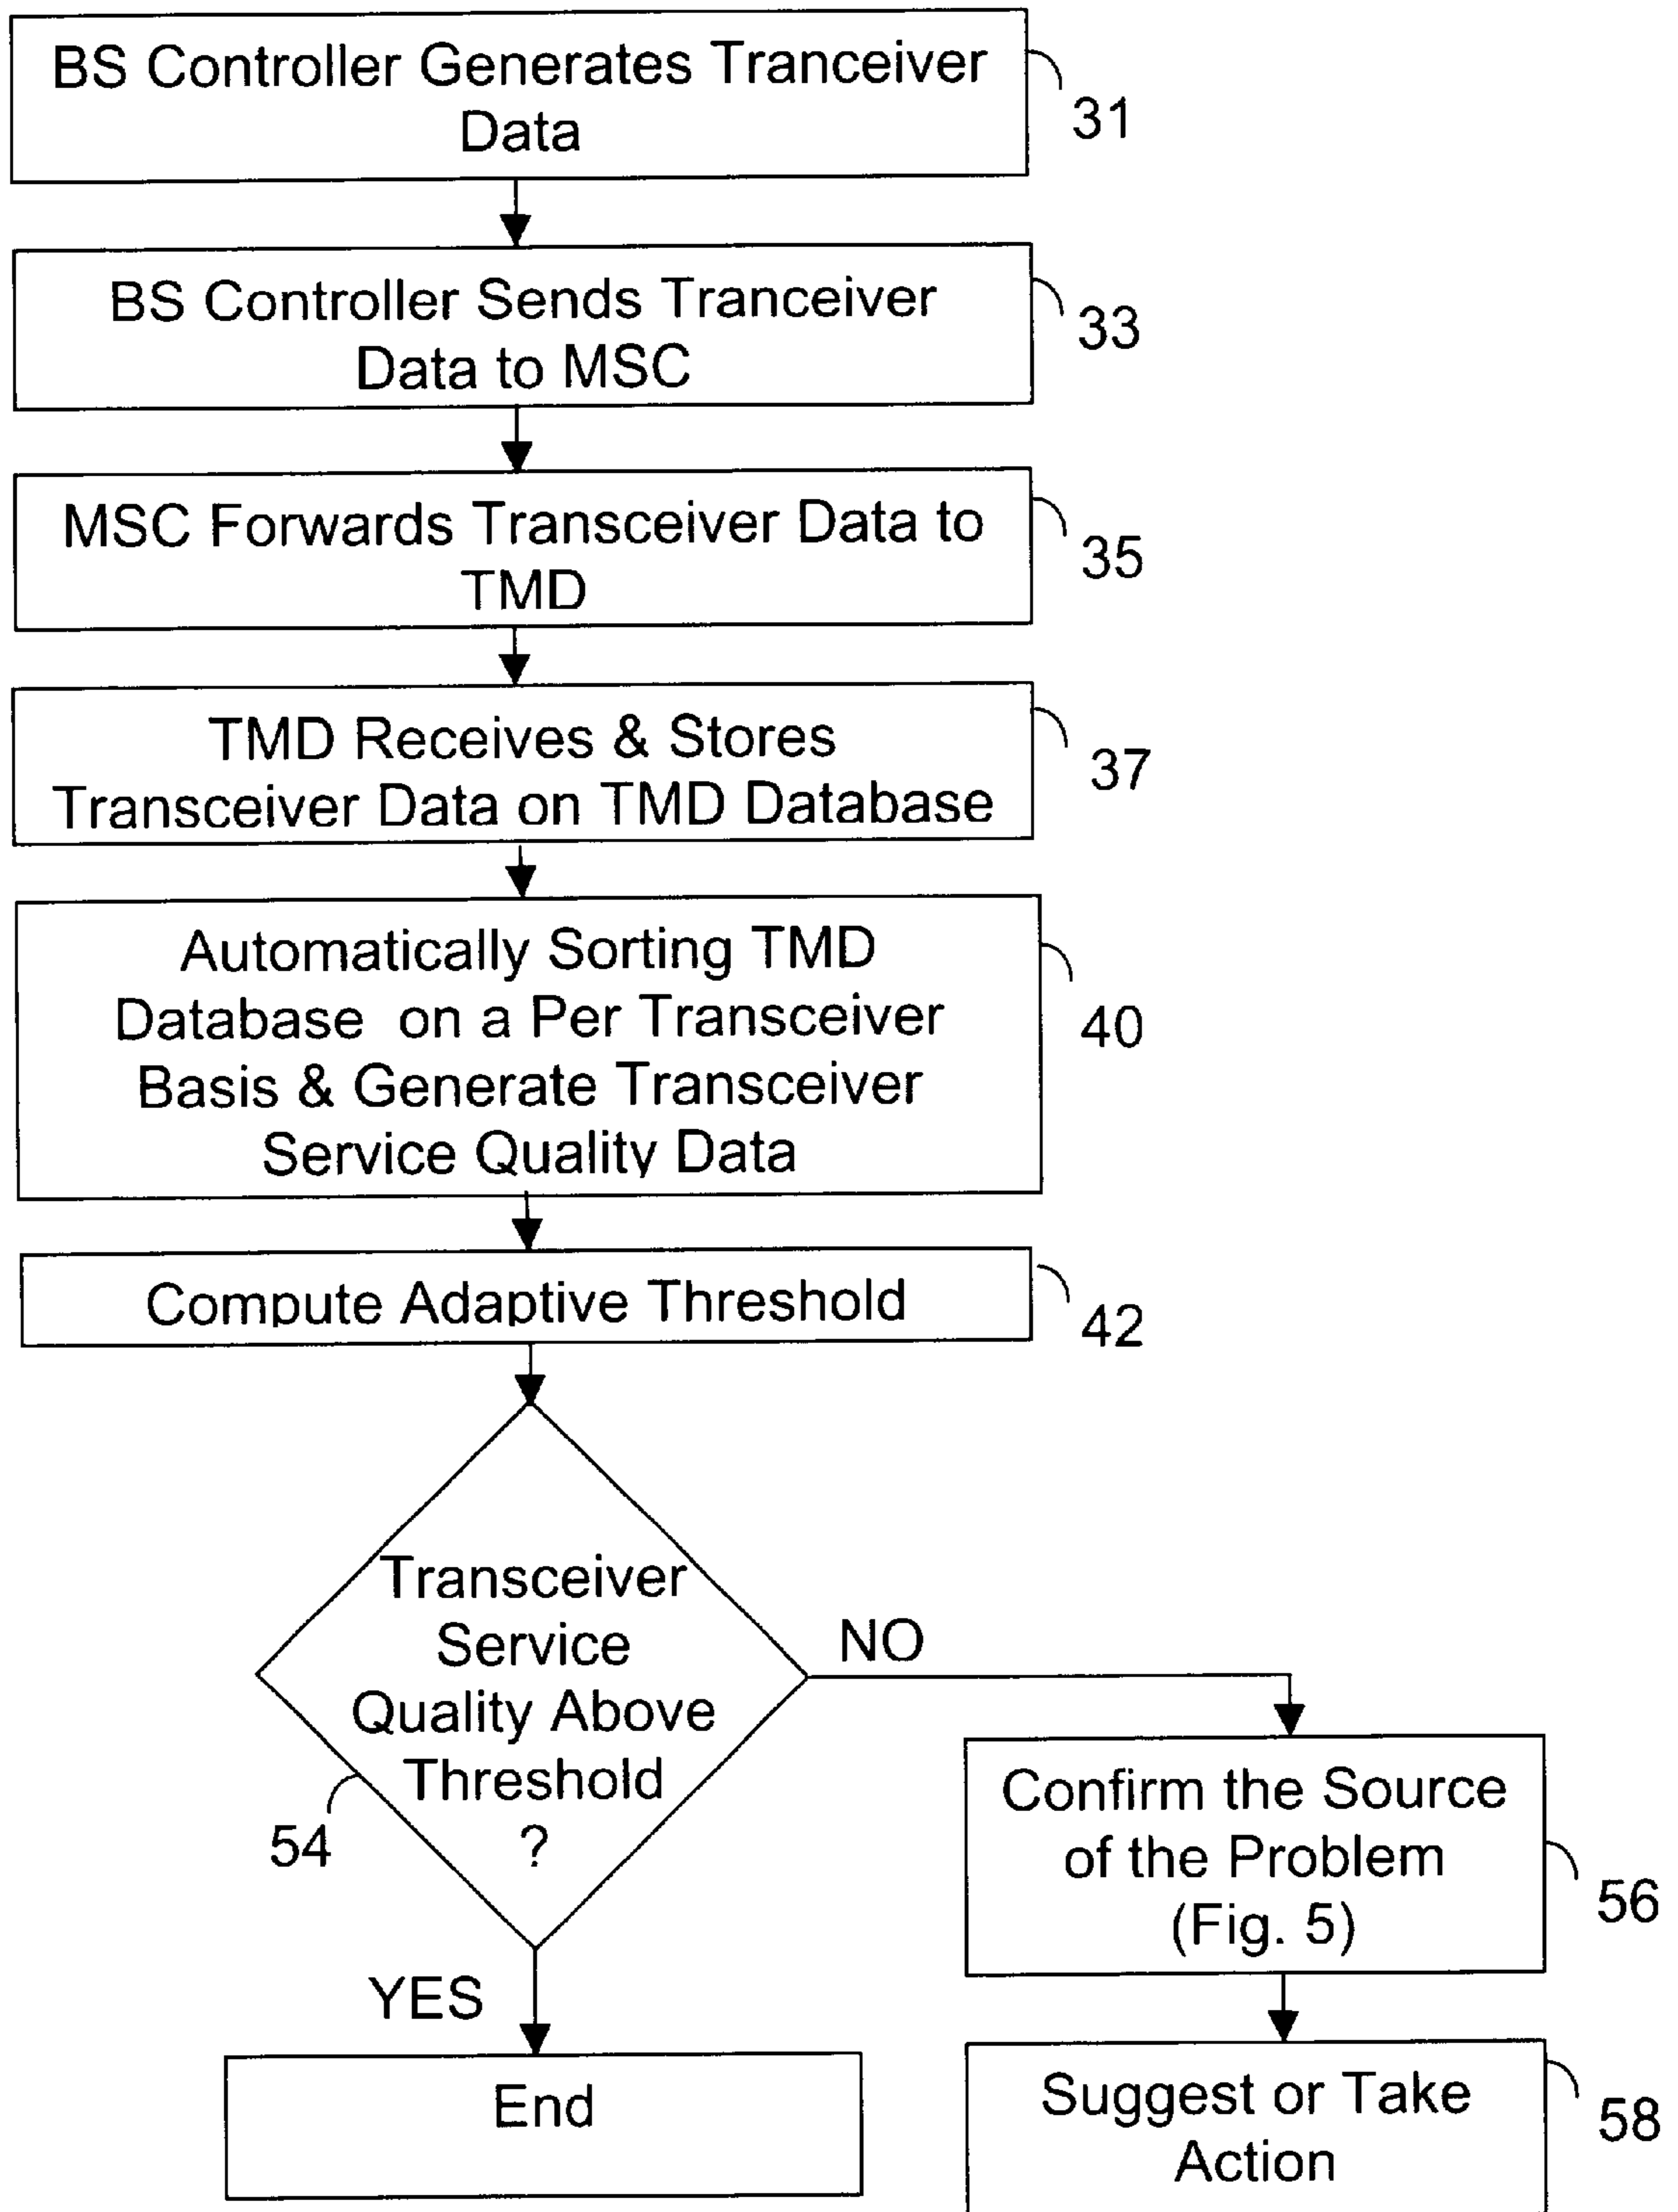 BS Controller Generates Tranceiver
Data
31
BS Controller Sends Tranceiver
Data to MSC
33
MSC Forwards Transceiver Data to
TMD
35
TMD Receives & Stores
Transceiver Data on TMD Database
37
Automatically Sorting TMD
Database on a Per Transceiver
Basis & Generate Transceiver
Service Quality Data
40
Compute Adaptive Threshold
42
Transceiver
Service
Quality Above
Threshold
?
54
NO
YES
Confirm the Source
of the Problem
(Fig. 5)
56
End
Suggest or Take
Action
58